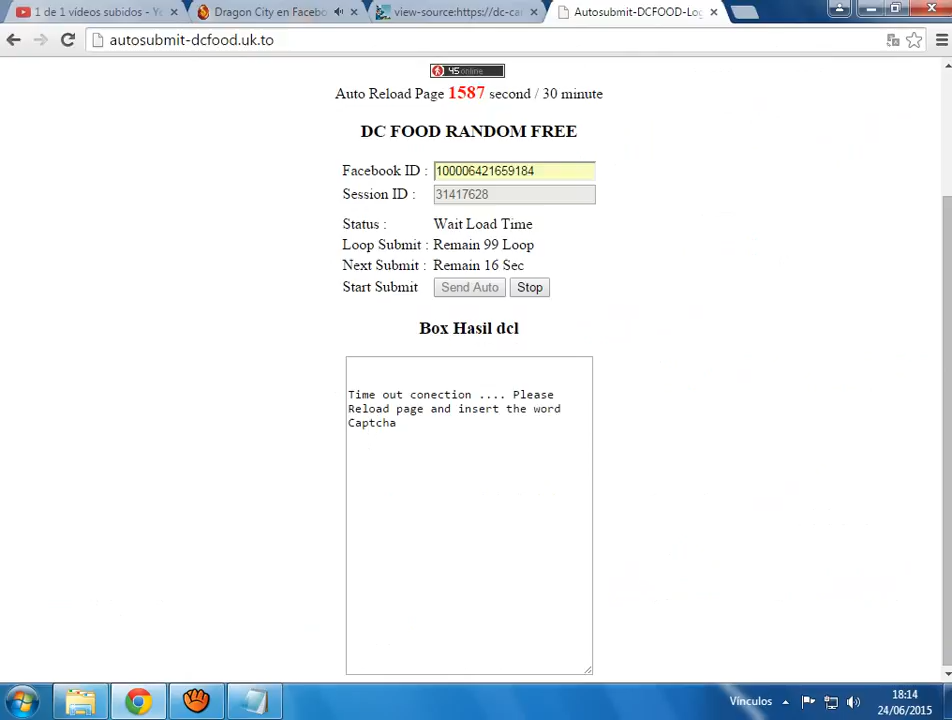 1 de 1 videos subidos - Yo
Dragon City en Facebo
view-source:https://dc-ca
Autosubmit-DCFOOD-Log
autosubmit-dcfood.uk.to
45 online
Auto Reload Page 1587 second / 30 minute
DC FOOD RANDOM FREE
Facebook ID : 100006421659184
Session ID : 31417628
Status : Wait Load Time
Loop Submit : Remain 99 Loop
Next Submit : Remain 16 Sec
Start Submit Send Auto Stop
Box Hasil dcl
Time out conection .... Please
Reload page and insert the word
Captcha
Vínculos
18:14
24/06/2015